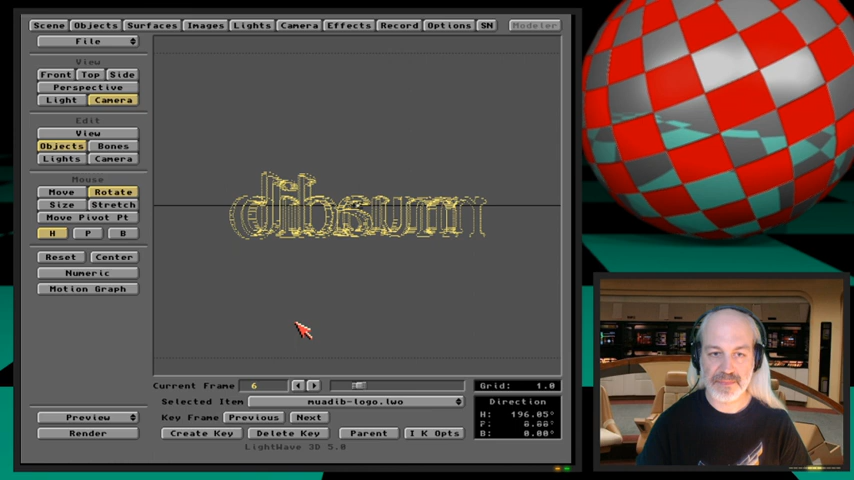 Scene Objects Surfaces Images Lights Camera Effects Record Options SN Modeler
File
View
Front Top Side
Perspective
Light Camera
Edit
View
Objects Bones
Lights Camera
Mouse
Move Rotate
Size Stretch
Move Pivot Pt
H P B
Reset Center
Numeric
Motion Graph
Current Frame 6 Grid: 1.0
Selected Item muadib-logo.lwo Direction
Key Frame Previous Next H: 196.05°
Preview P: 0.00°
Render Create Key Delete Key Parent I K Opts B: 0.00°
LightWave 3D 5.0